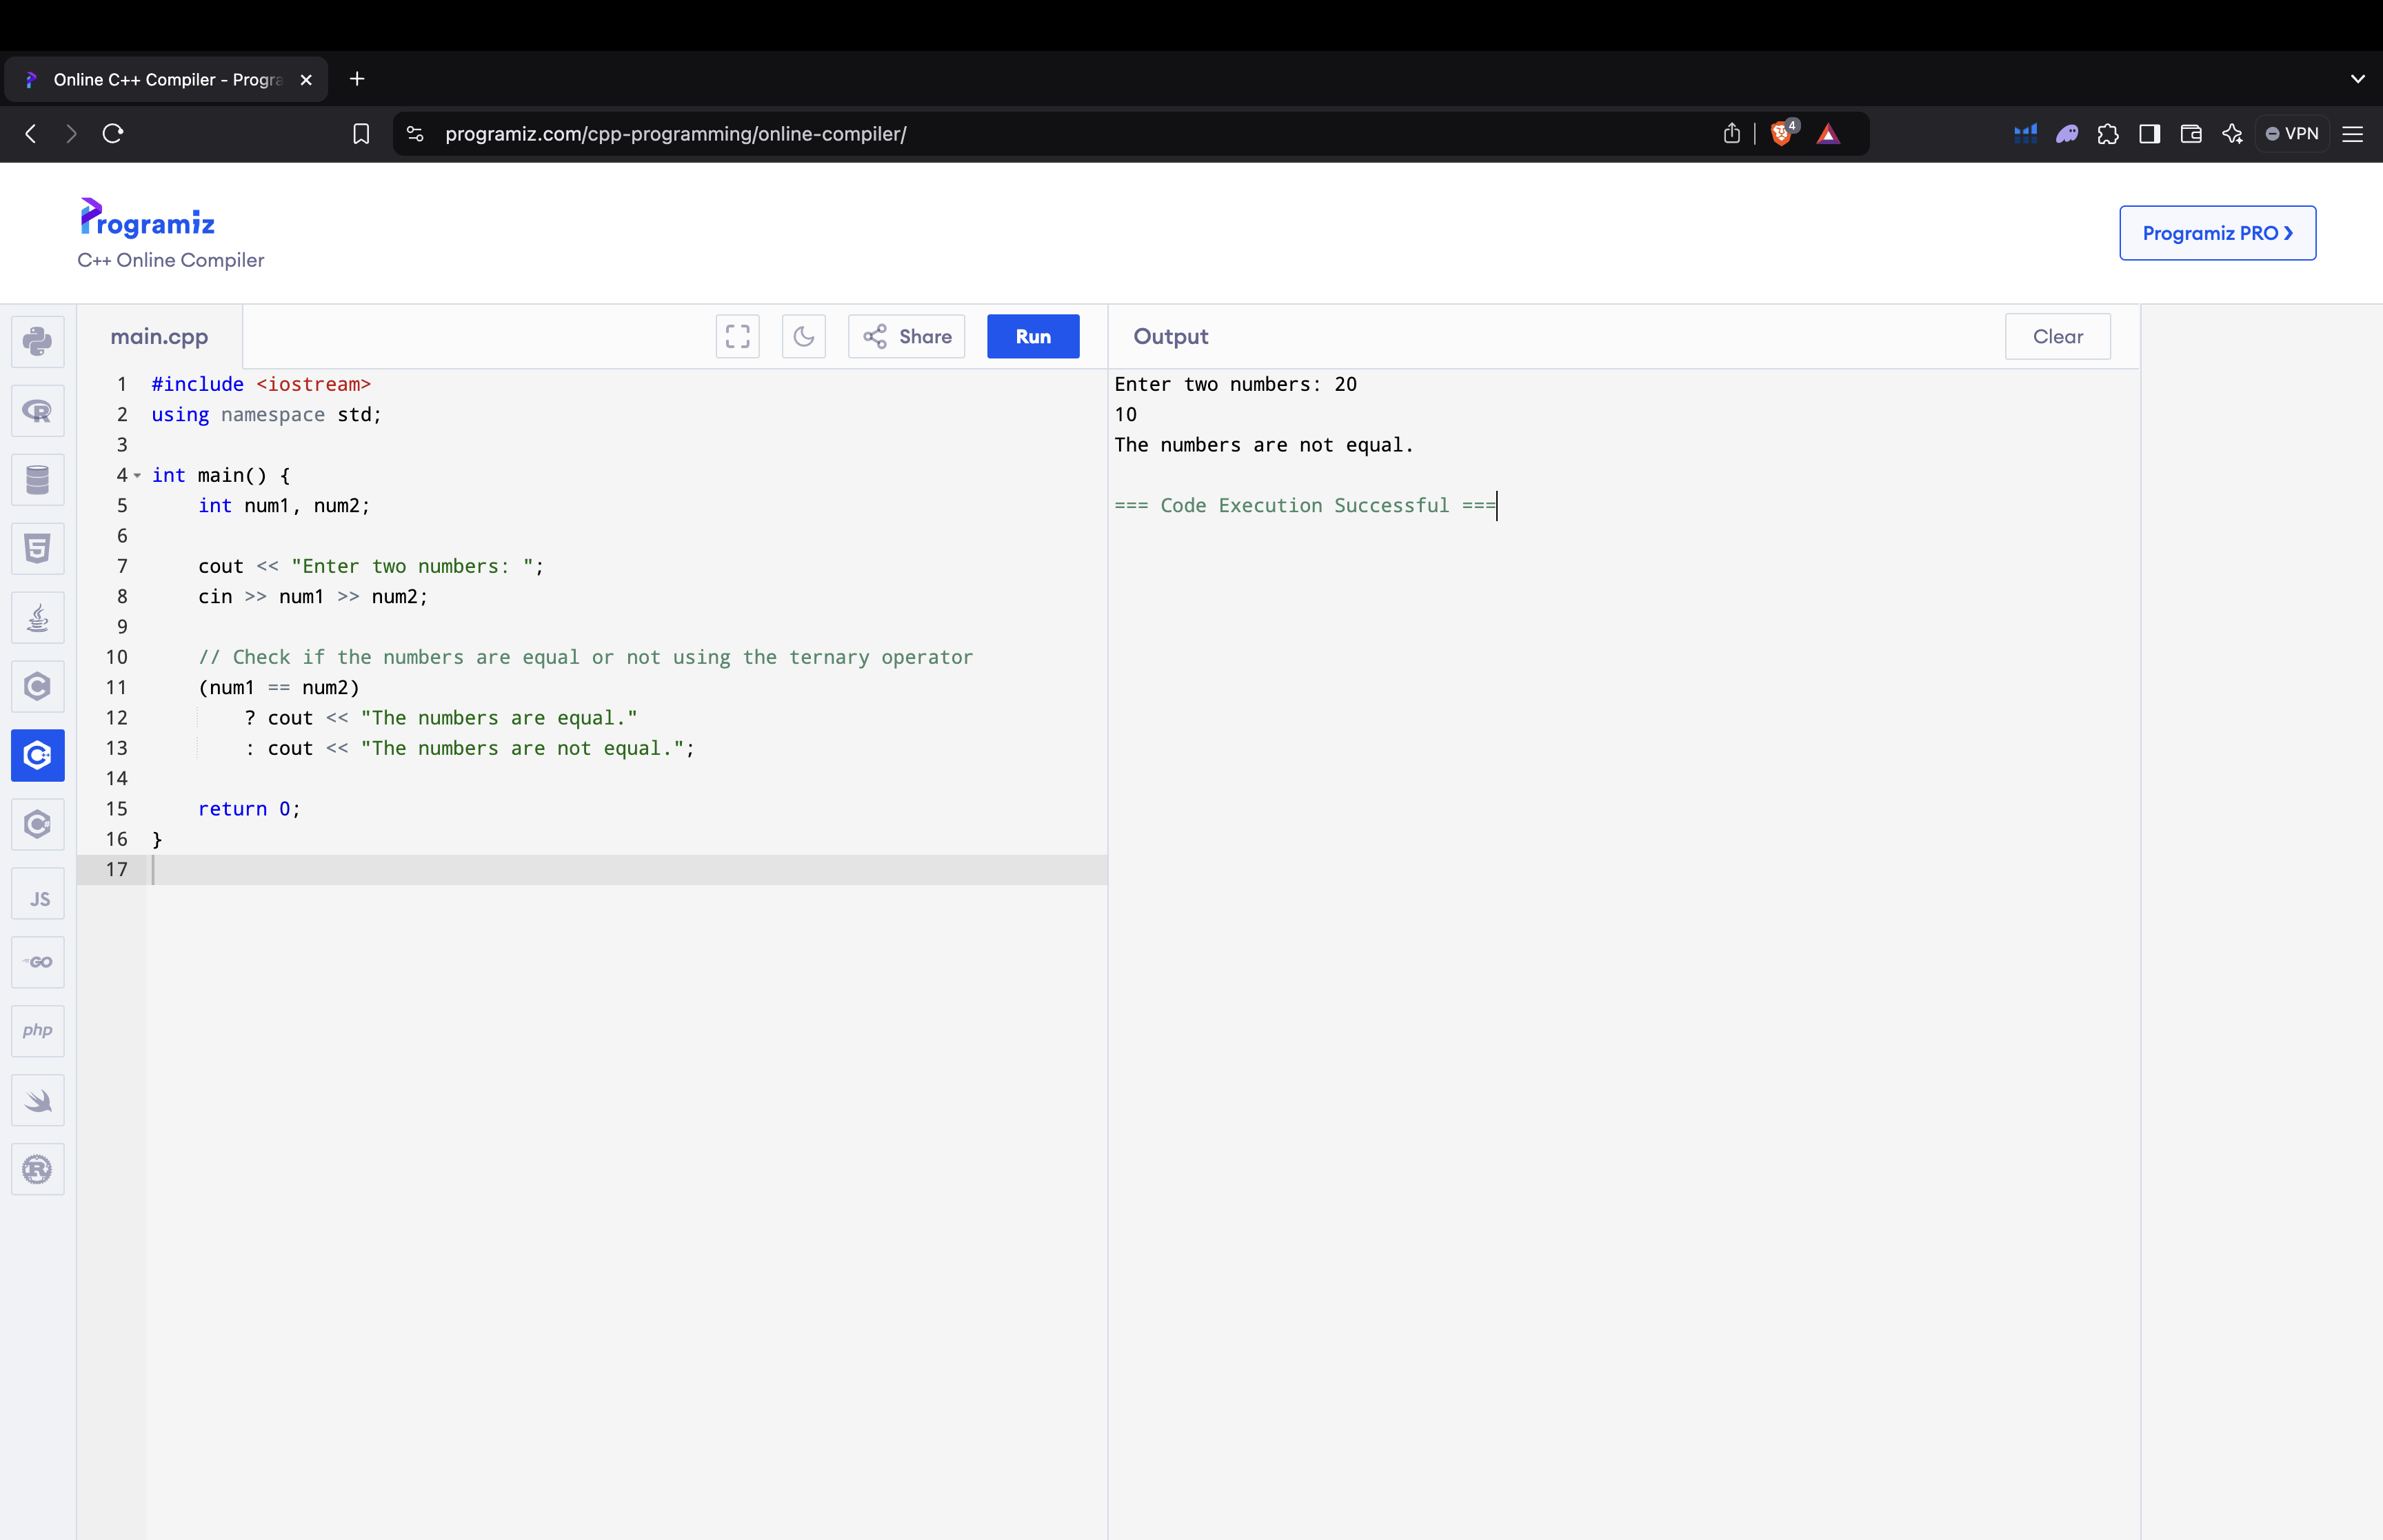 Online C++ Compiler - Progra
programiz.com/cpp-programming/online-compiler/
4
VPN
Programiz
C++ Online Compiler
Programiz PRO ❯
main.cpp
Share
Run
Output
Clear
1 #include <iostream>
2 using namespace std;
3
4 int main() {
5     int num1, num2;
6
7     cout << "Enter two numbers: ";
8     cin >> num1 >> num2;
9
10     // Check if the numbers are equal or not using the ternary operator
11     (num1 == num2)
12         ? cout << "The numbers are equal."
13         : cout << "The numbers are not equal.";
14
15     return 0;
16 }
17
Enter two numbers: 20
10
The numbers are not equal.
=== Code Execution Successful ===
JS
GO
php